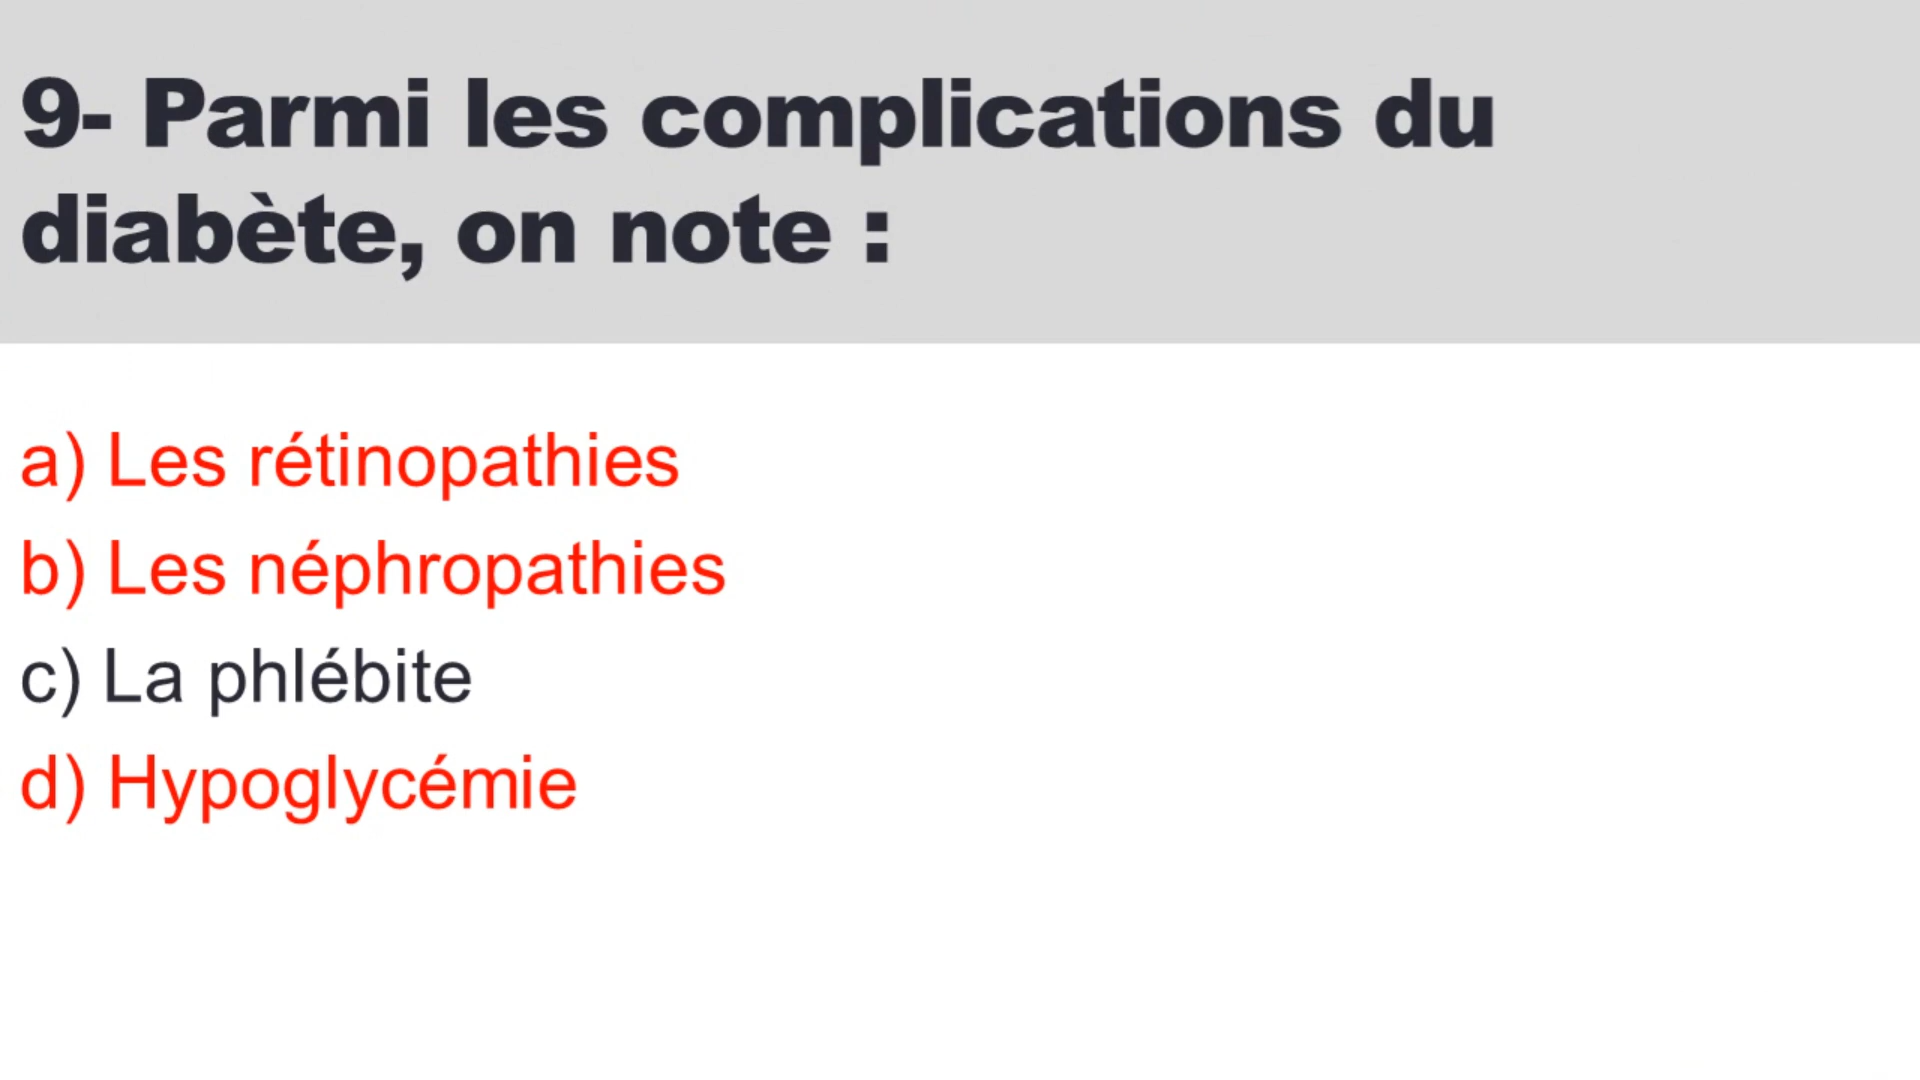 9- Parmi les complications du
diabète, on note :
a) Les rétinopathies
b) Les néphropathies
c) La phlébite
d) Hypoglycémie